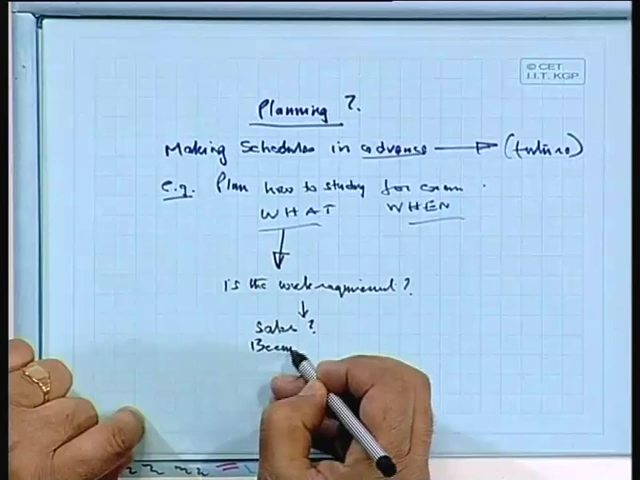 © CET
I.I.T. KGP
Planning ?.
Making Schedules in advance → (future)
e.g. Plan how to study for exam.
WHAT WHEN
Is the work required ?
?